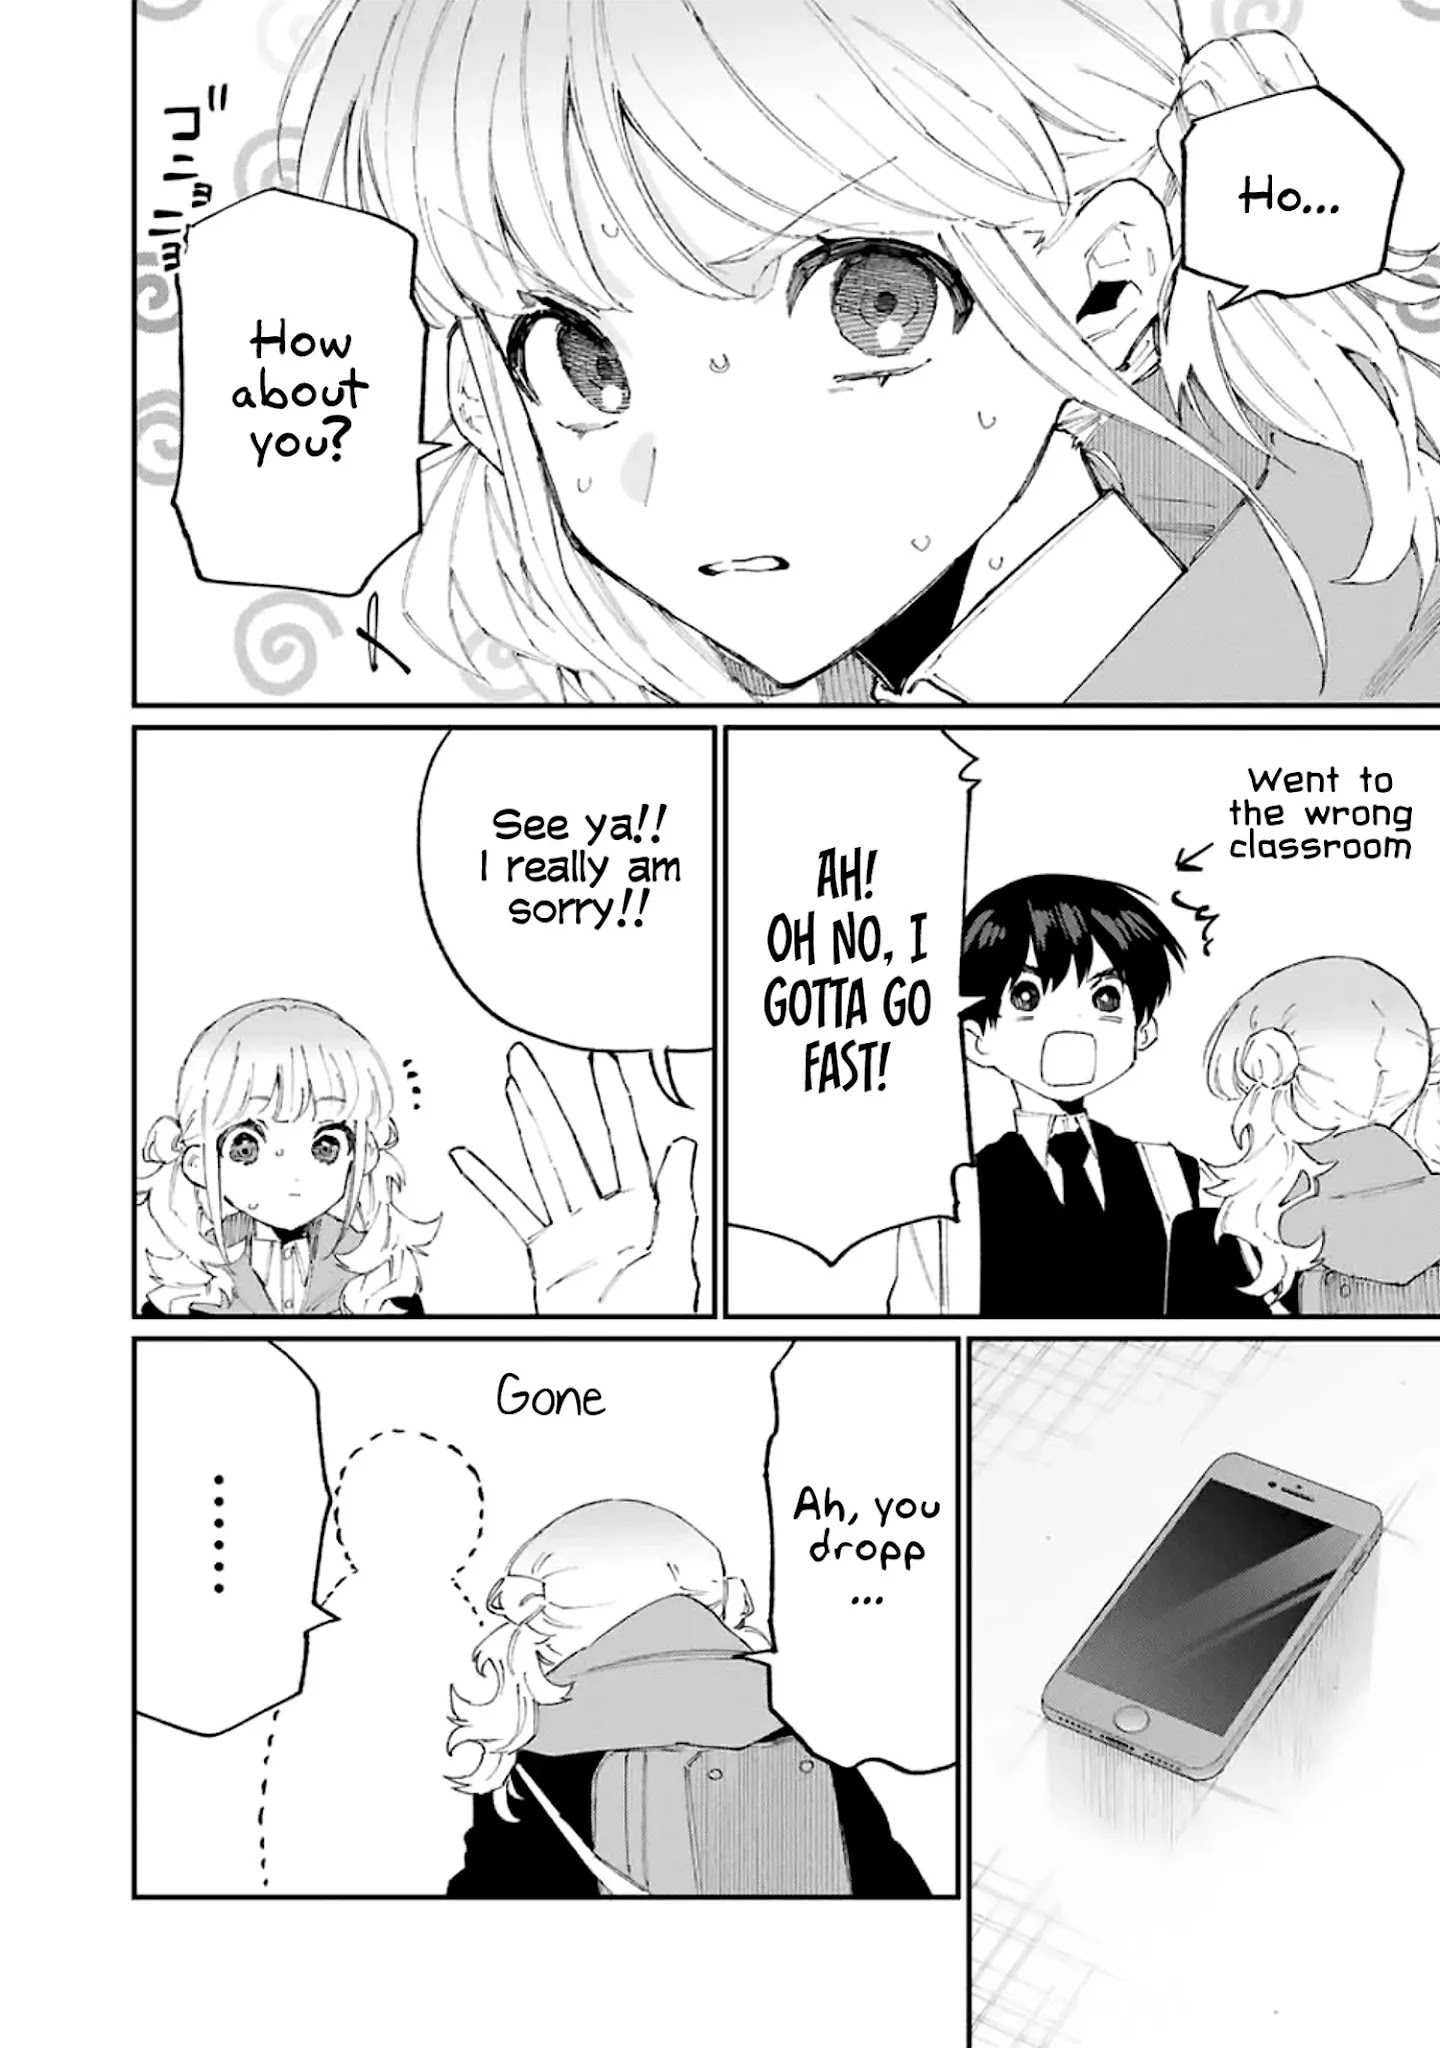 Ho...
How
about
you?
Went to
the wrong
classroom
AH!
OH NO, I
GOTTA GO
FAST!
See ya!!
I really am
sorry!!
Ah, you
dropp
...
Gone